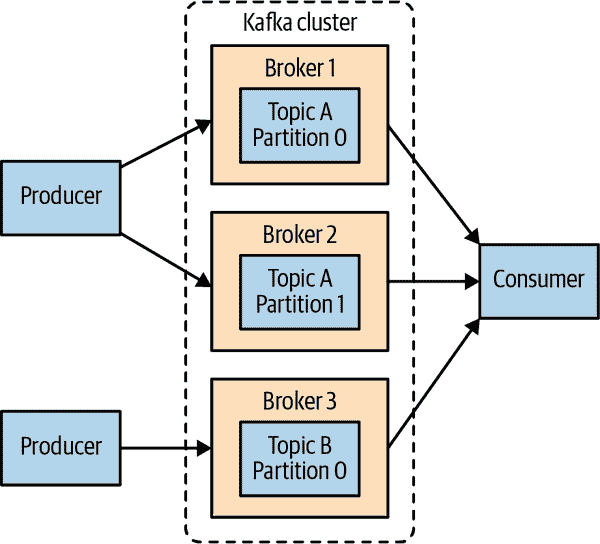 Kafka cluster
Broker 1
Topic A
Partition 0
Producer
Broker 2
Topic A
Partition 1
Consumer
Broker 3
Topic B
Partition 0
Producer